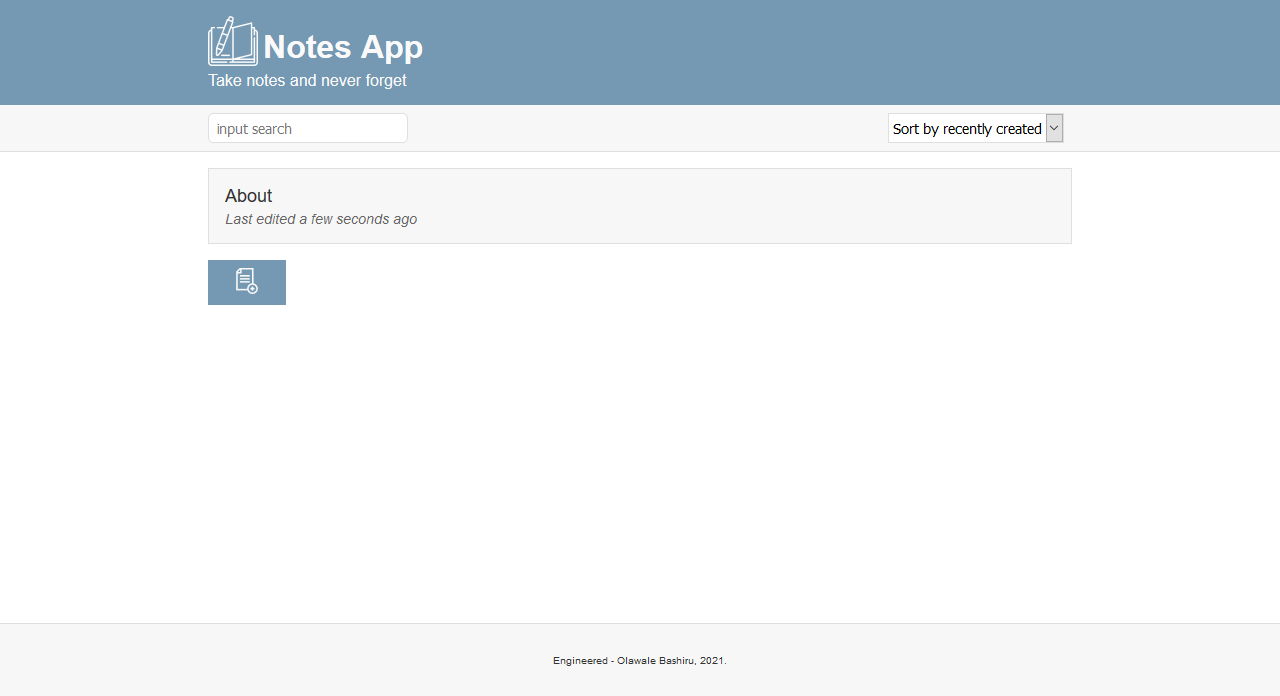 Notes App
Take notes and never forget
input search
Sort by recently created
About
Last edited a few seconds ago
Engineered - Olawale Bashiru, 2021.